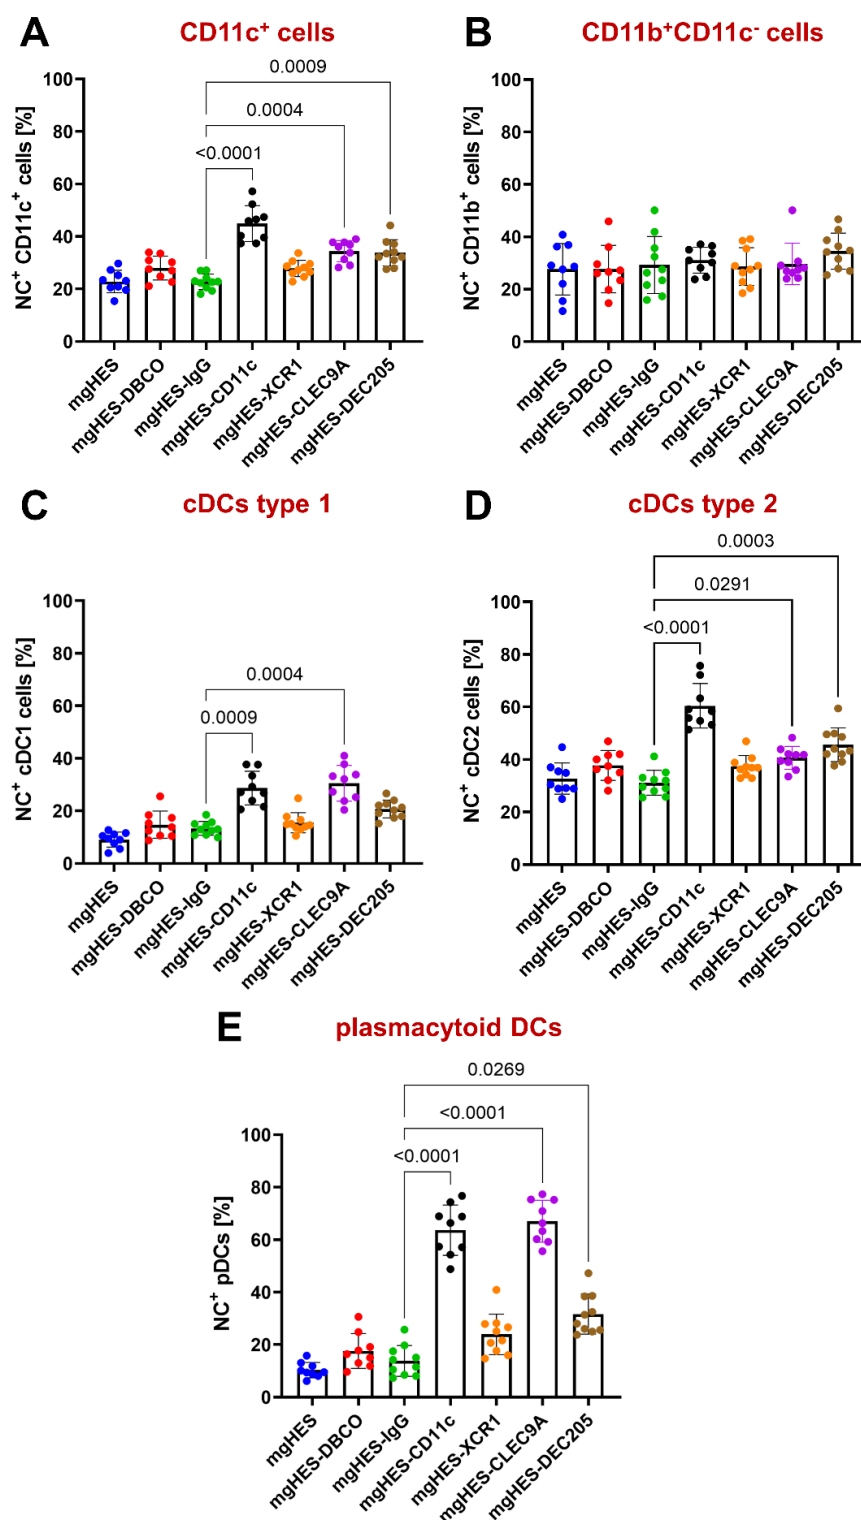 A
CD11c⁺ cells
0.0009
0.0004
<0.0001
NC⁺ CD11c⁺ cells [%]
100
80
60
40
20
0
mgHES
mgHES-DBCO
mgHES-IgG
mgHES-CD11c
mgHES-XCR1
mgHES-CLEC9A
mgHES-DEC205
B
CD11b⁺CD11c⁻ cells
NC⁺ CD11b⁺ cells [%]
100
80
60
40
20
0
mgHES
mgHES-DBCO
mgHES-IgG
mgHES-CD11c
mgHES-XCR1
mgHES-CLEC9A
mgHES-DEC205
C
cDCs type 1
0.0004
0.0009
NC⁺ cDC1 cells [%]
100
80
60
40
20
0
mgHES
mgHES-DBCO
mgHES-IgG
mgHES-CD11c
mgHES-XCR1
mgHES-CLEC9A
mgHES-DEC205
D
cDCs type 2
0.0003
0.0291
<0.0001
NC⁺ cDC2 cells [%]
100
80
60
40
20
0
mgHES
mgHES-DBCO
mgHES-IgG
mgHES-CD11c
mgHES-XCR1
mgHES-CLEC9A
mgHES-DEC205
E
plasmacytoid DCs
0.0269
<0.0001
<0.0001
NC⁺ pDCs [%]
100
80
60
40
20
0
mgHES
mgHES-DBCO
mgHES-IgG
mgHES-CD11c
mgHES-XCR1
mgHES-CLEC9A
mgHES-DEC205